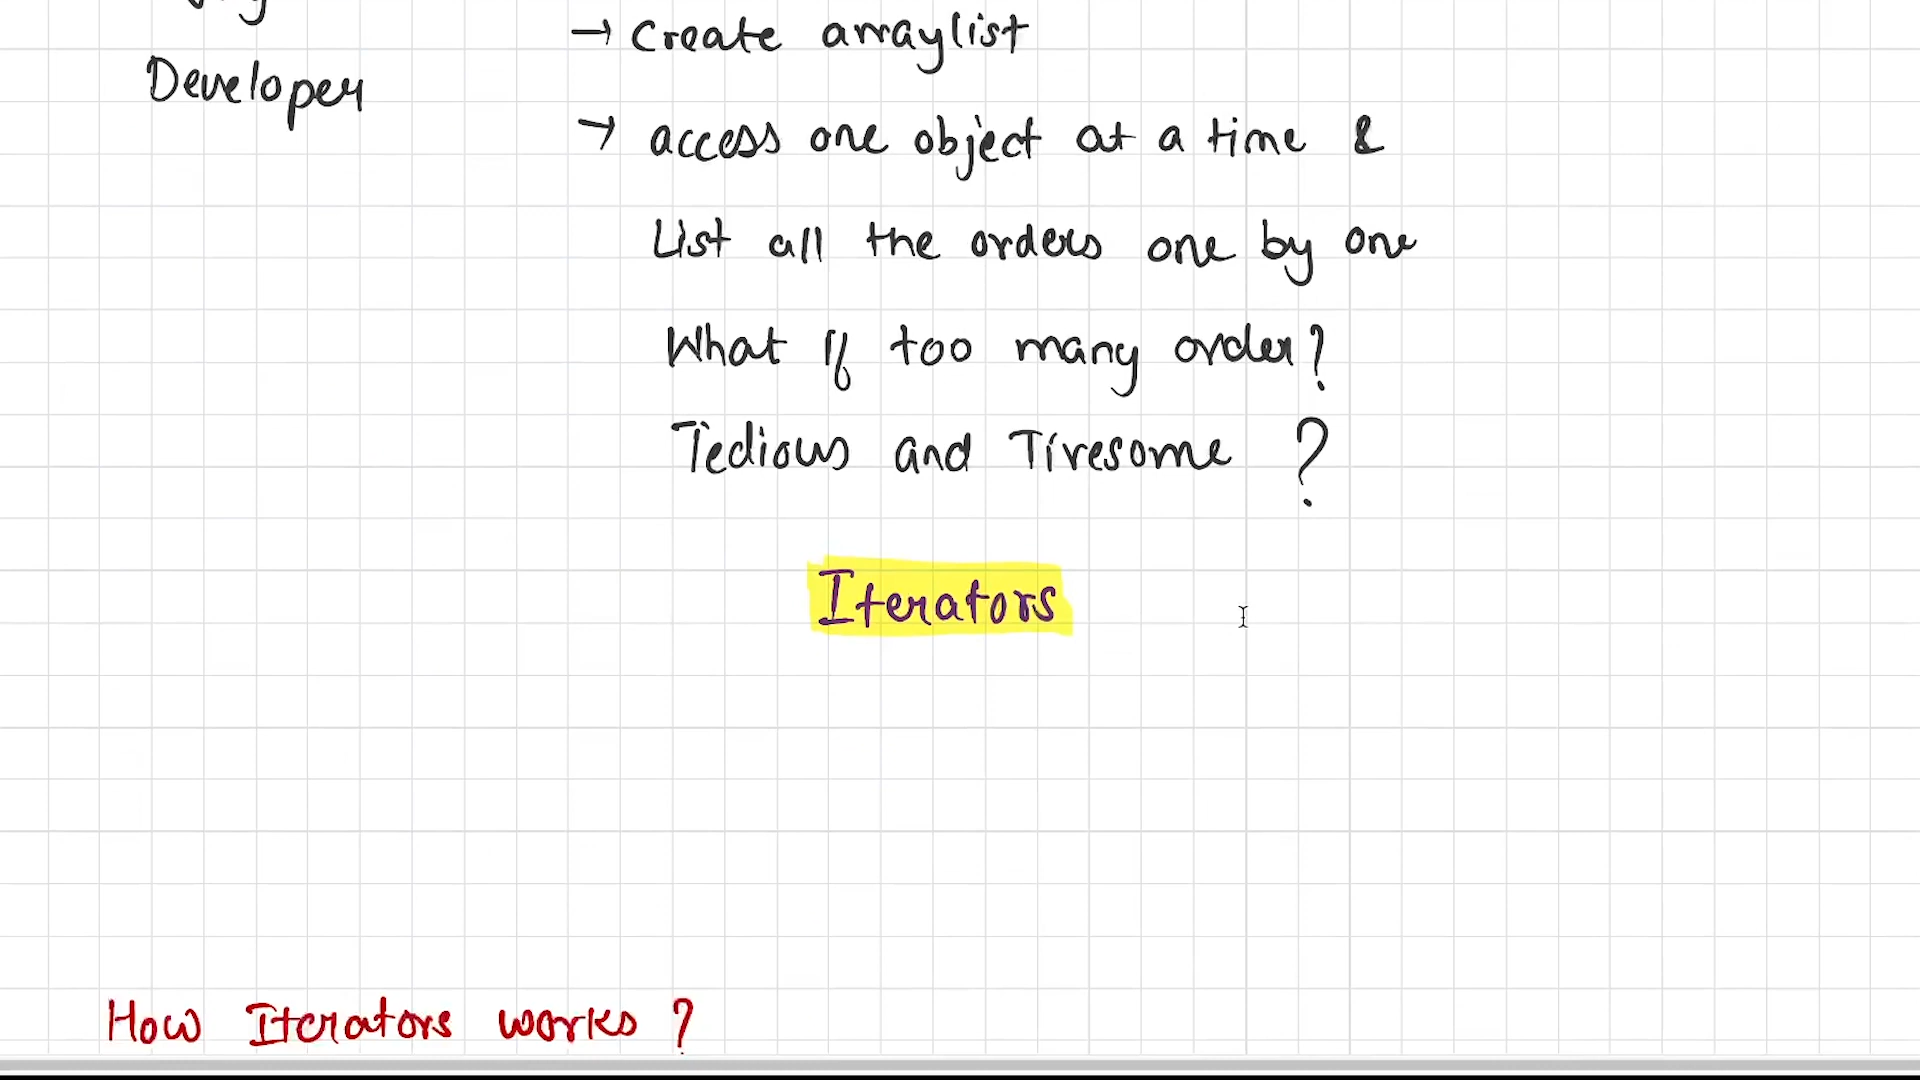 → Create arraylist
Developer
→ access one object at a time &
List all the orders one by one
What if too many order?
Tedious and Tiresome ?
Iterators
How Iterators works ?